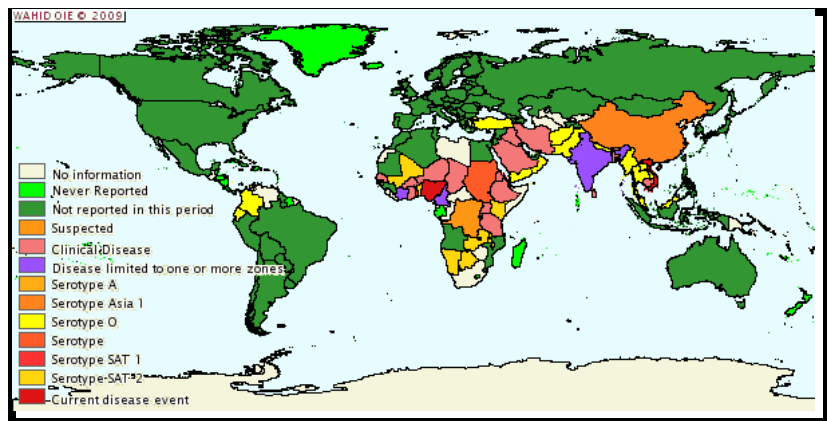 WAHID OIE © 2009
No information
Never Reported
Not reported in this period
Suspected
Clinical Disease
Disease limited to one or more zones
Serotype A
Serotype Asia 1
Serotype O
Serotype
Serotype SAT 1
Serotype SAT 2
Current disease event